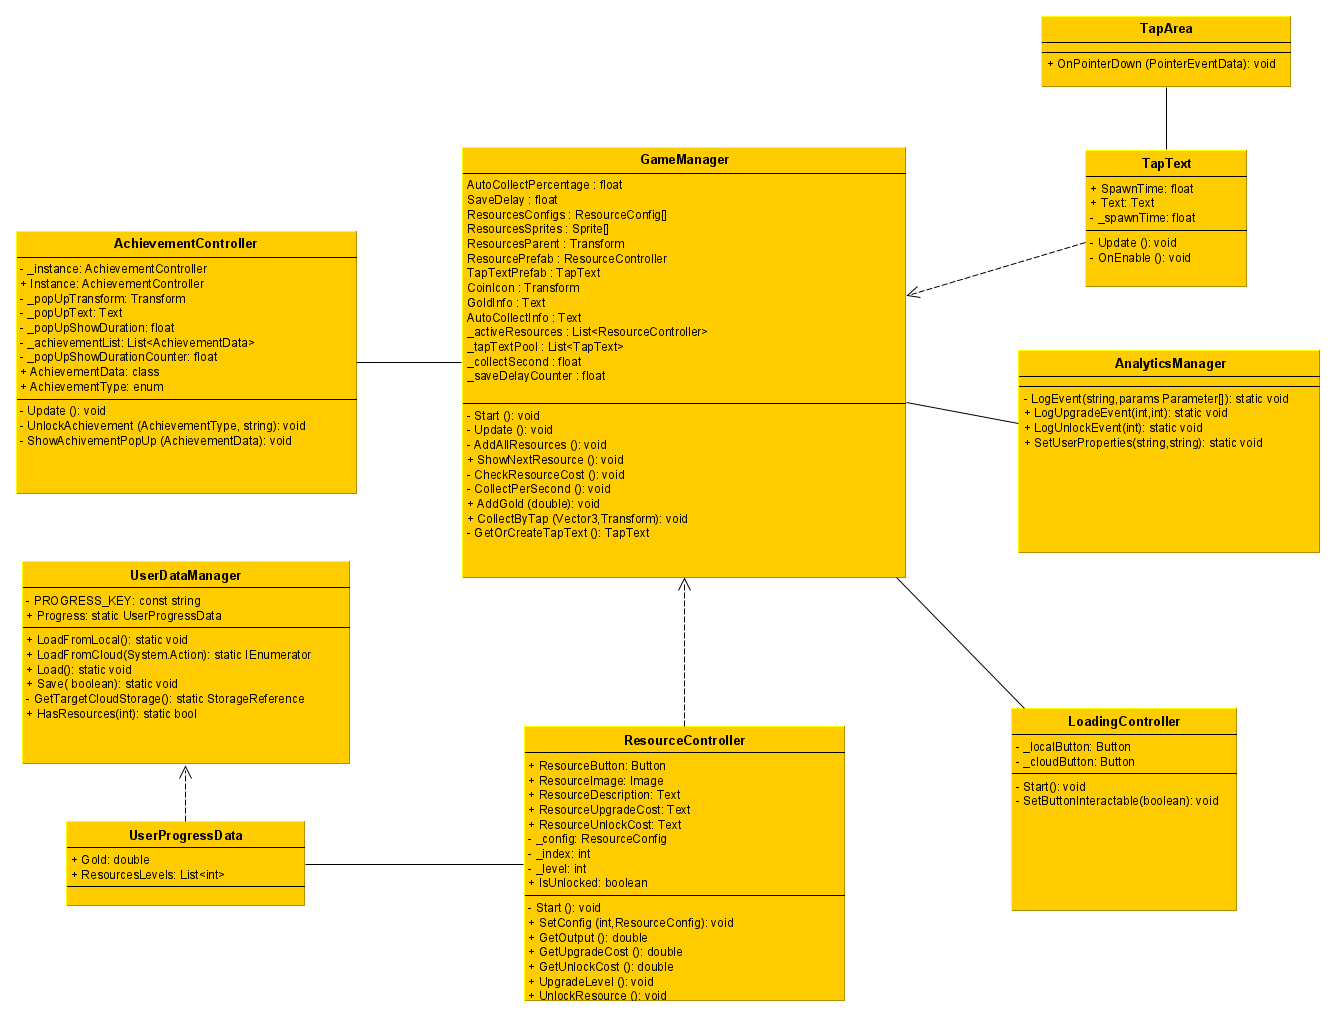 TapArea
+ OnPointerDown (PointerEventData): void
TapText
+ SpawnTime: float
+ Text: Text
- _spawnTime: float
- Update (): void
- OnEnable (): void
GameManager
AutoCollectPercentage : float
SaveDelay : float
ResourcesConfigs : ResourceConfig[]
ResourcesSprites : Sprite[]
ResourcesParent : Transform
ResourcePrefab : ResourceController
TapTextPrefab : TapText
CoinIcon : Transform
GoldInfo : Text
AutoCollectInfo : Text
_activeResources : List<ResourceController>
_tapTextPool : List<TapText>
_collectSecond : float
_saveDelayCounter : float
- Start (): void
- Update (): void
- AddAllResources (): void
+ ShowNextResource (): void
- CheckResourceCost (): void
- CollectPerSecond (): void
+ AddGold (double): void
+ CollectByTap (Vector3,Transform): void
- GetOrCreateTapText (): TapText
AchievementController
- _instance: AchievementController
+ Instance: AchievementController
- _popUpTransform: Transform
- _popUpText: Text
- _popUpShowDuration: float
- _achievementList: List<AchievementData>
- _popUpShowDurationCounter: float
+ AchievementData: class
+ AchievementType: enum
- Update (): void
- UnlockAchievement (AchievementType, string): void
- ShowAchivementPopUp (AchievementData): void
AnalyticsManager
- LogEvent(string,params Parameter[]): static void
+ LogUpgradeEvent(int,int): static void
+ LogUnlockEvent(int): static void
+ SetUserProperties(string,string): static void
UserDataManager
- PROGRESS_KEY: const string
+ Progress: static UserProgressData
+ LoadFromLocal(): static void
+ LoadFromCloud(System.Action): static IEnumerator
+ Load(): static void
+ Save( boolean): static void
- GetTargetCloudStorage(): static StorageReference
+ HasResources(int): static bool
LoadingController
- _localButton: Button
- _cloudButton: Button
- Start(): void
- SetButtonInteractable(boolean): void
ResourceController
+ ResourceButton: Button
+ ResourceImage: Image
+ ResourceDescription: Text
+ ResourceUpgradeCost: Text
+ ResourceUnlockCost: Text
- _config: ResourceConfig
- _index: int
- _level: int
+ IsUnlocked: boolean
- Start (): void
+ SetConfig (int,ResourceConfig): void
+ GetOutput (): double
+ GetUpgradeCost (): double
+ GetUnlockCost (): double
+ UpgradeLevel (): void
+ UnlockResource (): void
UserProgressData
+ Gold: double
+ ResourcesLevels: List<int>